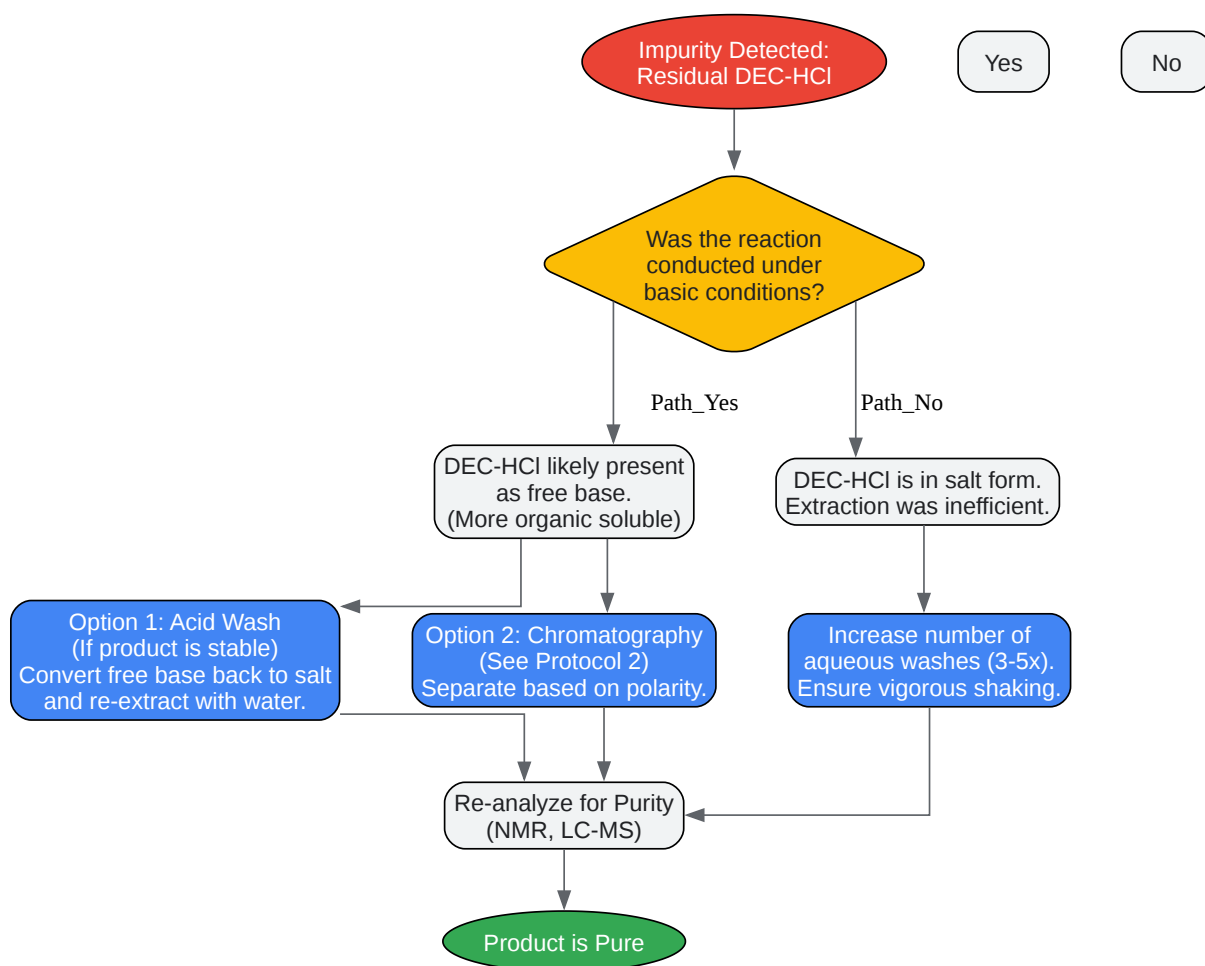 Impurity Detected:
Residual DEC-HCl
Yes
No
Was the reaction
conducted under
basic conditions?
Path_Yes
Path_No
DEC-HCl likely present
as free base.
(More organic soluble)
DEC-HCl is in salt form.
Extraction was inefficient.
Option 1: Acid Wash
(If product is stable)
Convert free base back to salt
and re-extract with water.
Option 2: Chromatography
(See Protocol 2)
Separate based on polarity.
Increase number of
aqueous washes (3-5x).
Ensure vigorous shaking.
Re-analyze for Purity
(NMR, LC-MS)
Product is Pure